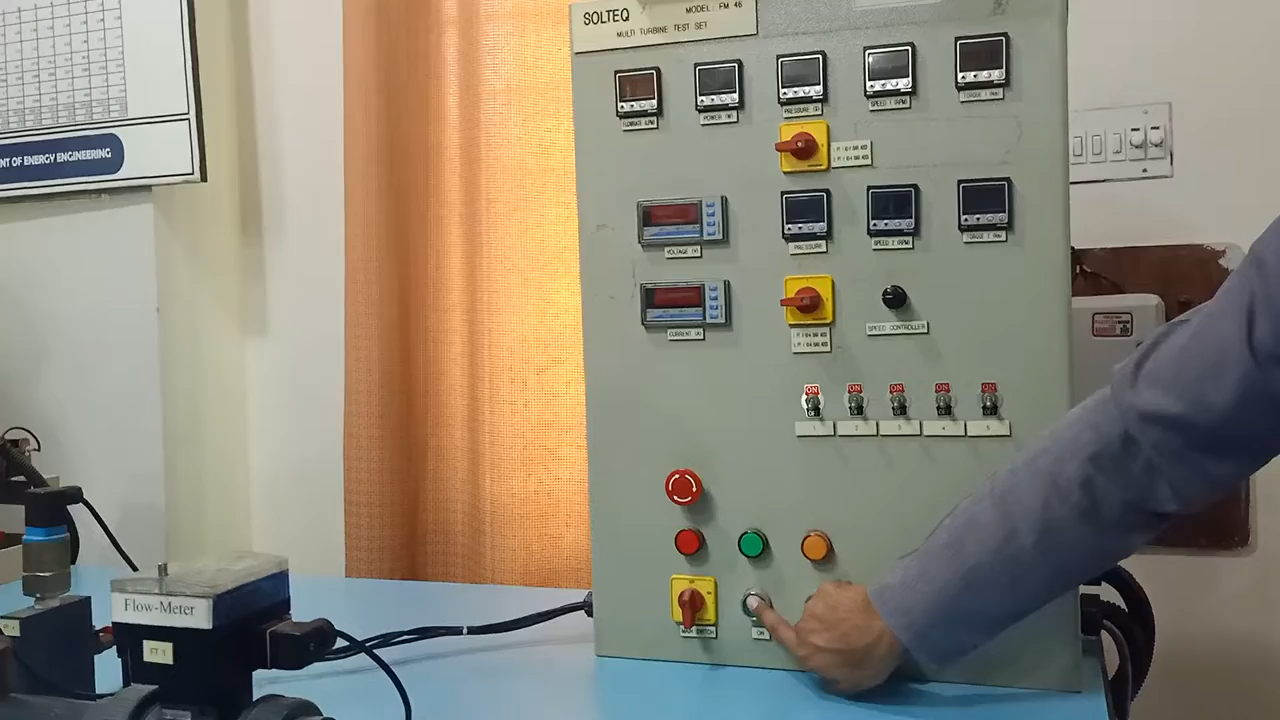 SOLTEQ
MODEL: FM 46
MULTI TURBINE TEST SET
NT OF ENERGY ENGINEERING
FLOWRATE (LPM)
POWER (W)
PRESSURE (1)
SPEED 1 (RPM)
TORQUE 1 (Nm)
VOLTAGE (V)
PRESSURE
SPEED 2 (RPM)
TORQUE 2 (Nm)
CURRENT (A)
SPEED CONTROLLER
ON
ON
ON
ON
ON
1
2
3
4
5
MAIN SWITCH
ON
Flow-Meter
FT 1